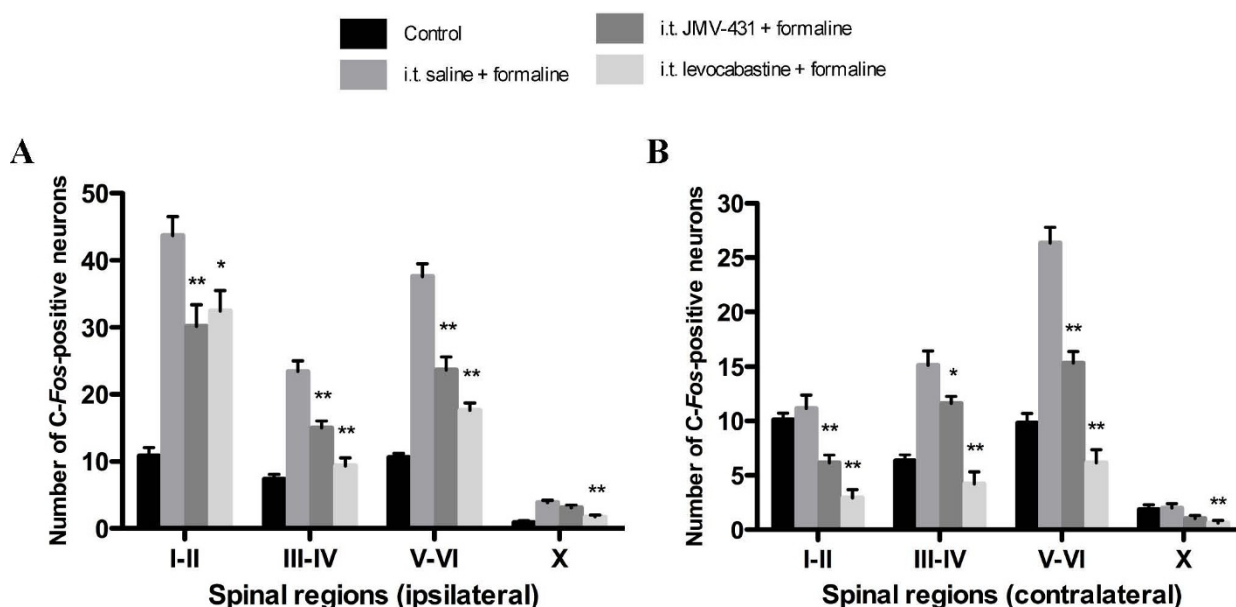 Control
i.t. saline + formaline
i.t. JMV-431 + formaline
i.t. levocabastine + formaline
A
Number of C-Fos-positive neurons
50
40
30
20
10
0
**
*
**
**
**
**
**
I-II
III-IV
V-VI
X
Spinal regions (ipsilateral)
B
Number of C-Fos-positive neurons
30
25
20
15
10
5
0
**
**
*
**
**
**
**
I-II
III-IV
V-VI
X
Spinal regions (contralateral)